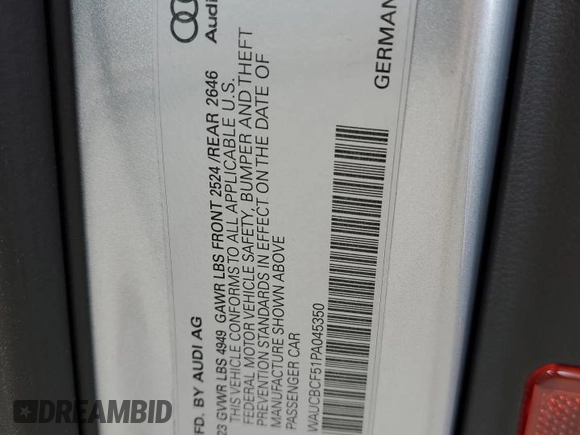 Audi
GERMAN
FD. BY AUDI AG
23 GVWR LBS 4949 GAWR LBS FRONT 2524 /REAR 2646
THIS VEHICLE CONFORMS TO ALL APPLICABLE U.S.
FEDERAL MOTOR VEHICLE SAFETY, BUMPER AND THEFT
PREVENTION STANDARDS IN EFFECT ON THE DATE OF
MANUFACTURE SHOWN ABOVE
PASSENGER CAR
WAUCBCF51PA045350
DREAMBID